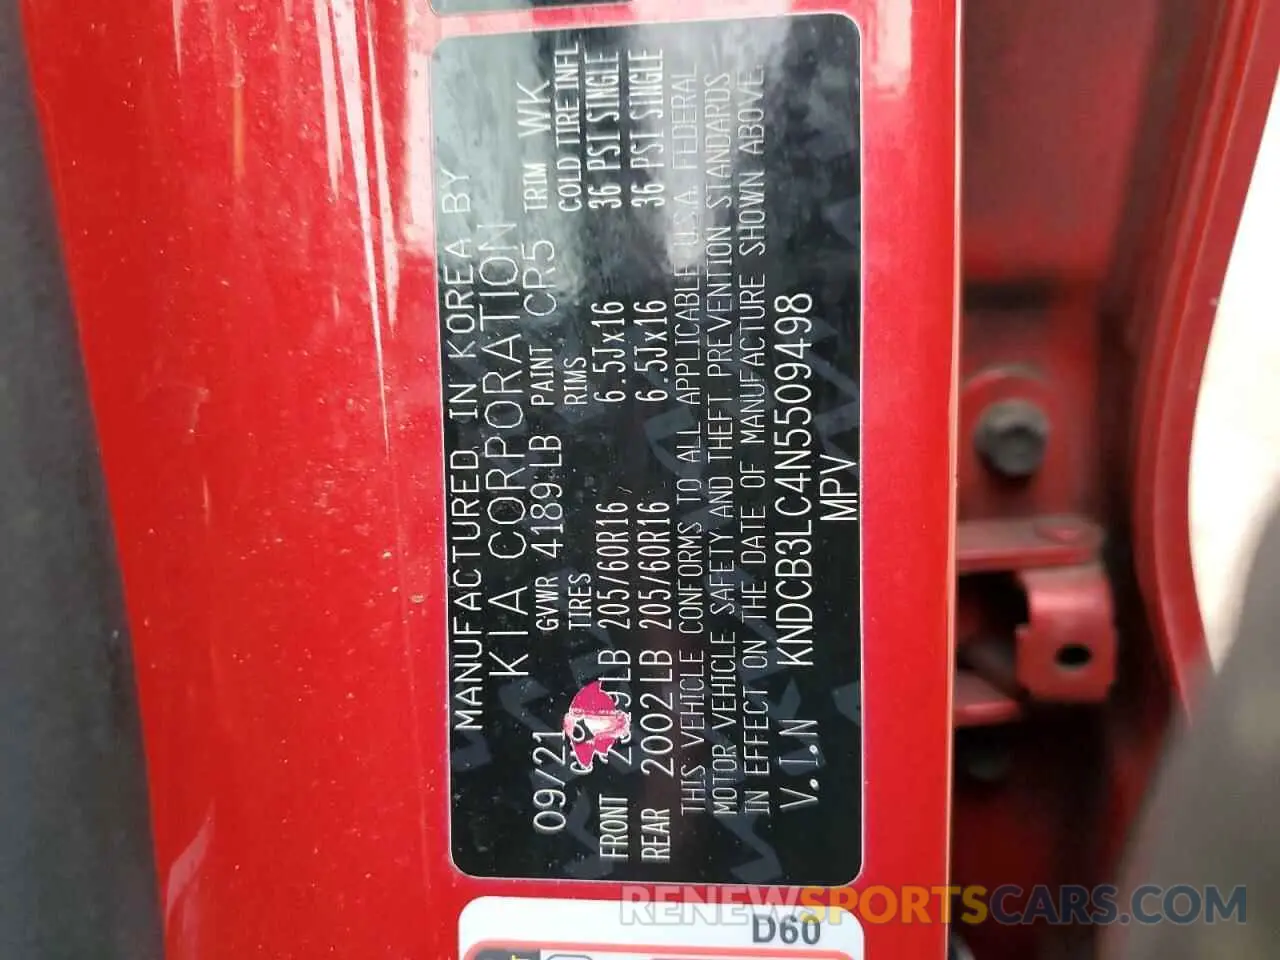 MANUFACTURED IN KOREA BY
KIA CORPORATION
09/21 GVWR 4189 LB PAINT CR5 TRIM WK
TIRES RIMS COLD TIRE INFL
FRONT LB 205/60R16 6.5Jx16 36 PSI SINGLE
REAR 2002 LB 205/60R16 6.5Jx16 36 PSI SINGLE
THIS VEHICLE CONFORMS TO ALL APPLICABLE U.S.A. FEDERAL
MOTOR VEHICLE SAFETY AND THEFT PREVENTION STANDARDS
IN EFFECT ON THE DATE OF MANUFACTURE SHOWN ABOVE.
V.I.N KNDCB3LC4N5509498
MPV
D60
RENEWSPORTSCARS.COM